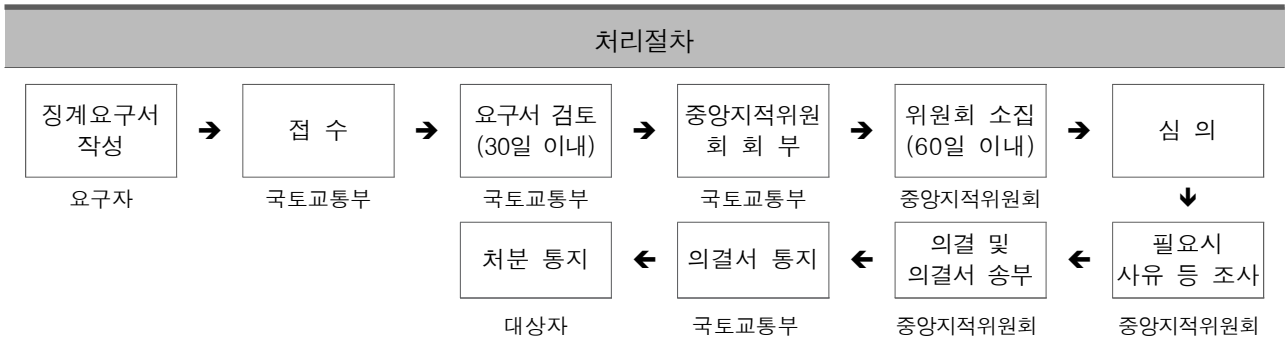 처리절차
징계요구서
작성
➔
접 수
➔
요구서 검토
(30일 이내)
➔
중앙지적위원
회 회 부
➔
위원회 소집
(60일 이내)
➔
심 의
요구자
국토교통부
국토교통부
국토교통부
중앙지적위원회
🡻
처분 통지
🡸
의결서 통지
🡸
의결 및
의결서 송부
🡸
필요시
사유 등 조사
대상자
국토교통부
중앙지적위원회
중앙지적위원회